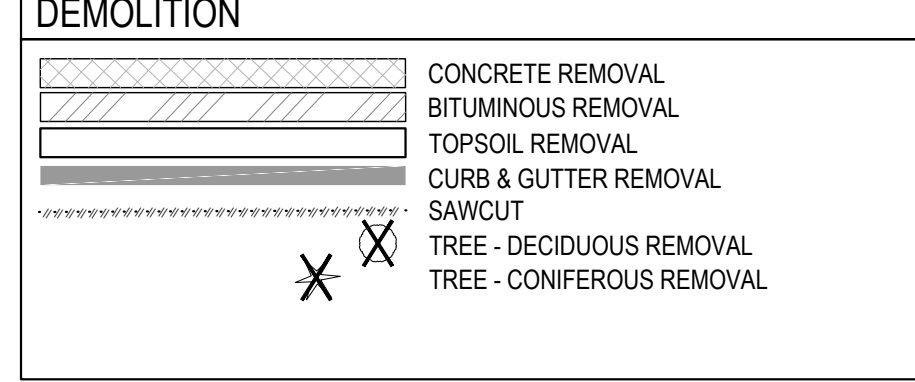 DEMOLITION
CONCRETE REMOVAL
BITUMINOUS REMOVAL
TOPSOIL REMOVAL
CURB & GUTTER REMOVAL
SAWCUT
TREE - DECIDUOUS REMOVAL
TREE - CONIFEROUS REMOVAL